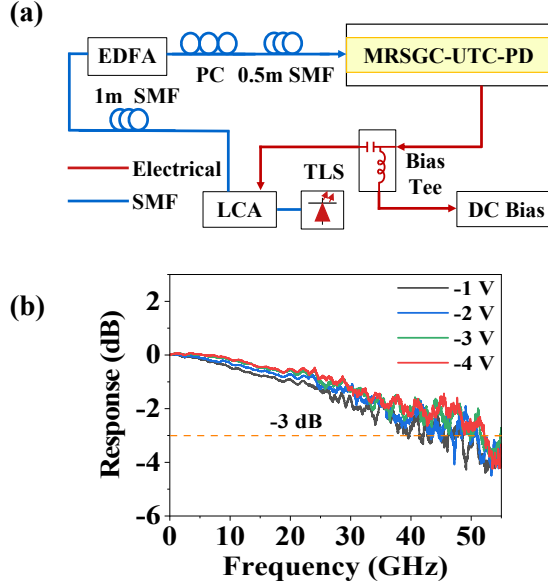 (a)
EDFA
PC 0.5m SMF
MRSGC-UTC-PD
1m SMF
Electrical
SMF
TLS
LCA
Bias
Tee
DC Bias
(b)
Response (dB)
2
0
-2
-4
-6
-1 V
-2 V
-3 V
-4 V
-3 dB
0 10 20 30 40 50
Frequency (GHz)